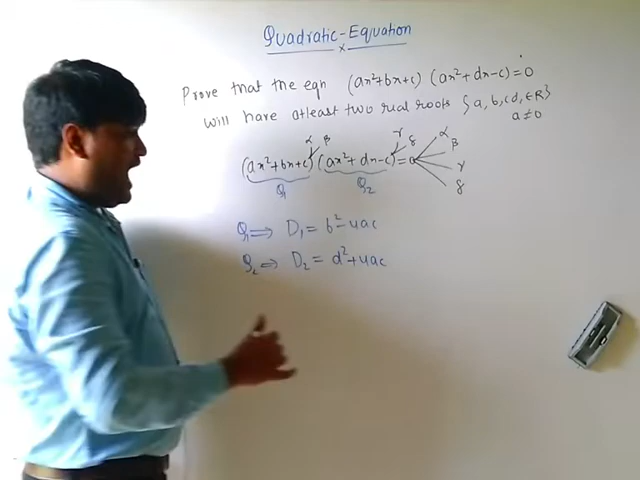 Quadratic-Equation
x
Prove that the eqn (ax²+bx+c) (ax²+dx-c)=0
will have atleast two real roots {a, b, c, d, ∈R}
a≠0
α β γ δ α
(ax²+bx+c) (ax²+dx-c)=0 β
Q₁ Q₂ γ
δ
Q₁ ⇒ D₁ = b²-4ac
Q₂ ⇒ D₂ = d²+4ac